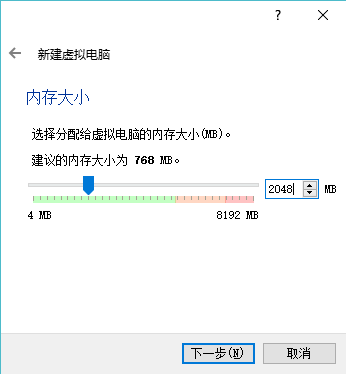 ?
新建虚拟电脑
内存大小
选择分配给虚拟电脑的内存大小(MB)。
建议的内存大小为 768 MB。
2048 MB
4 MB 8192 MB
下一步(N) 取消